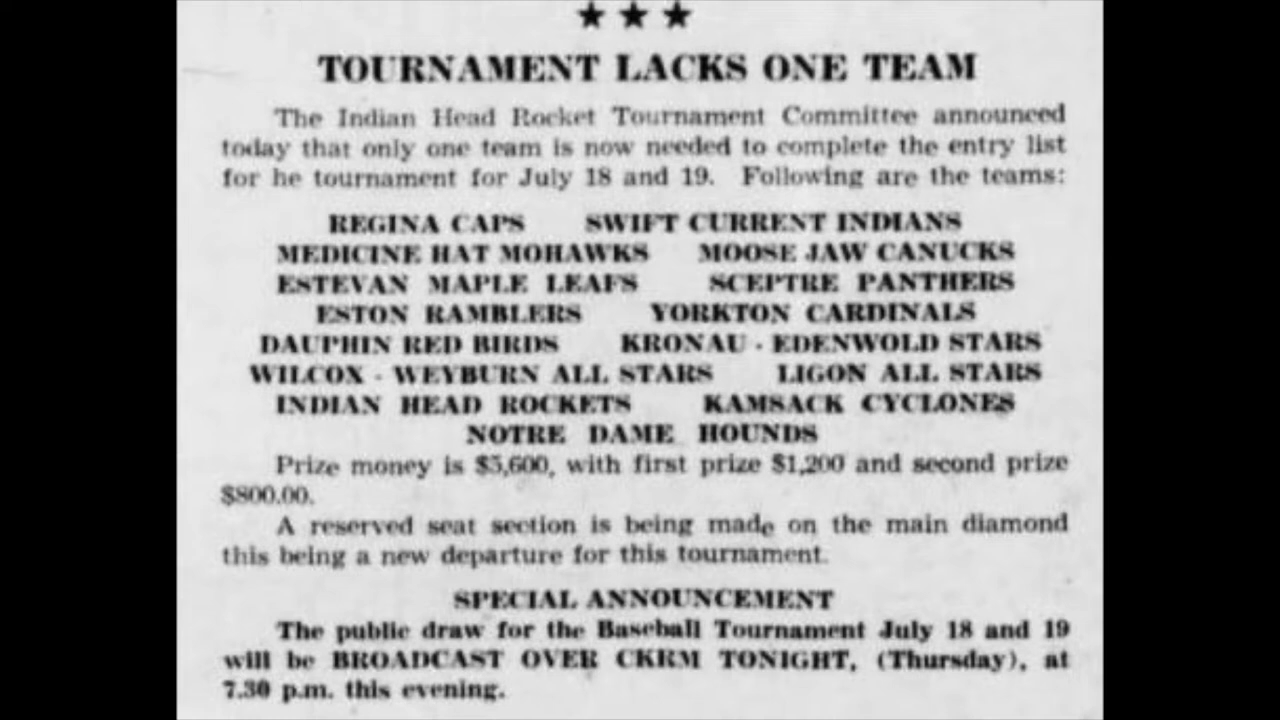 ★ ★ ★
TOURNAMENT LACKS ONE TEAM
The Indian Head Rocket Tournament Committee announced
today that only one team is now needed to complete the entry list
for he tournament for July 18 and 19. Following are the teams:
REGINA CAPS SWIFT CURRENT INDIANS
MEDICINE HAT MOHAWKS MOOSE JAW CANUCKS
ESTEVAN MAPLE LEAFS SCEPTRE PANTHERS
ESTON RAMBLERS YORKTON CARDINALS
DAUPHIN RED BIRDS KRONAU - EDENWOLD STARS
WILCOX - WEYBURN ALL STARS LIGON ALL STARS
INDIAN HEAD ROCKETS KAMSACK CYCLONES
NOTRE DAME HOUNDS
Prize money is $5,600, with first prize $1,200 and second prize
$800.00.
A reserved seat section is being made on the main diamond
this being a new departure for this tournament.
SPECIAL ANNOUNCEMENT
The public draw for the Baseball Tournament July 18 and 19
will be BROADCAST OVER CKRM TONIGHT, (Thursday), at
7.30 p.m. this evening.